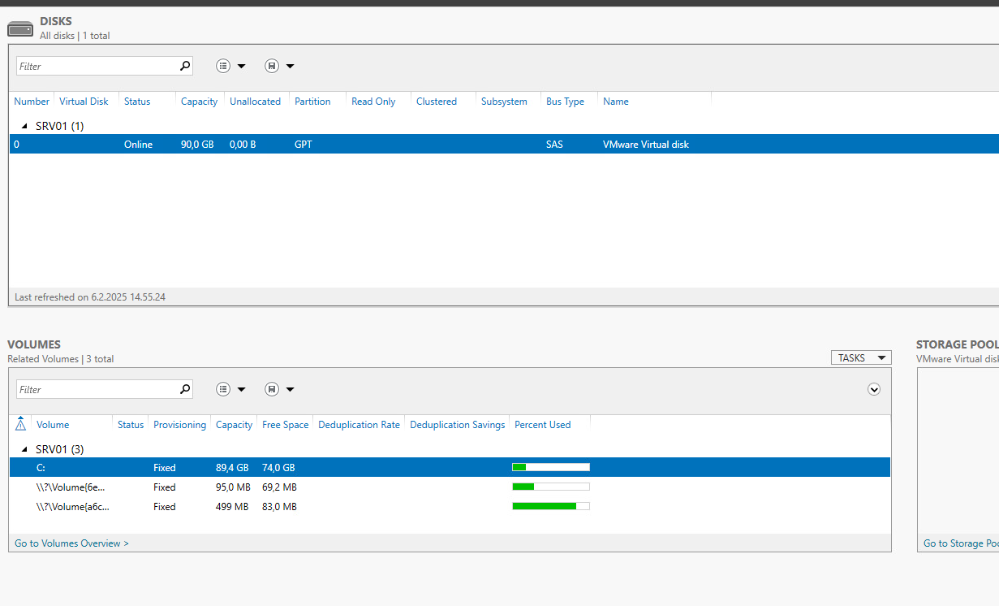 DISKS
All disks | 1 total
Filter
Number Virtual Disk Status Capacity Unallocated Partition Read Only Clustered Subsystem Bus Type Name
SRV01 (1)
0 Online 90,0 GB 0,00 B GPT SAS VMware Virtual disk
Last refreshed on 6.2.2025 14.55.24
VOLUMES
Related Volumes | 3 total
TASKS
Filter
Volume Status Provisioning Capacity Free Space Deduplication Rate Deduplication Savings Percent Used
SRV01 (3)
C: Fixed 89,4 GB 74,0 GB
\\?\Volume{6e... Fixed 95,0 MB 69,2 MB
\\?\Volume{a6c... Fixed 499 MB 83,0 MB
Go to Volumes Overview >
STORAGE POOL
VMware Virtual disk
Go to Storage Poo